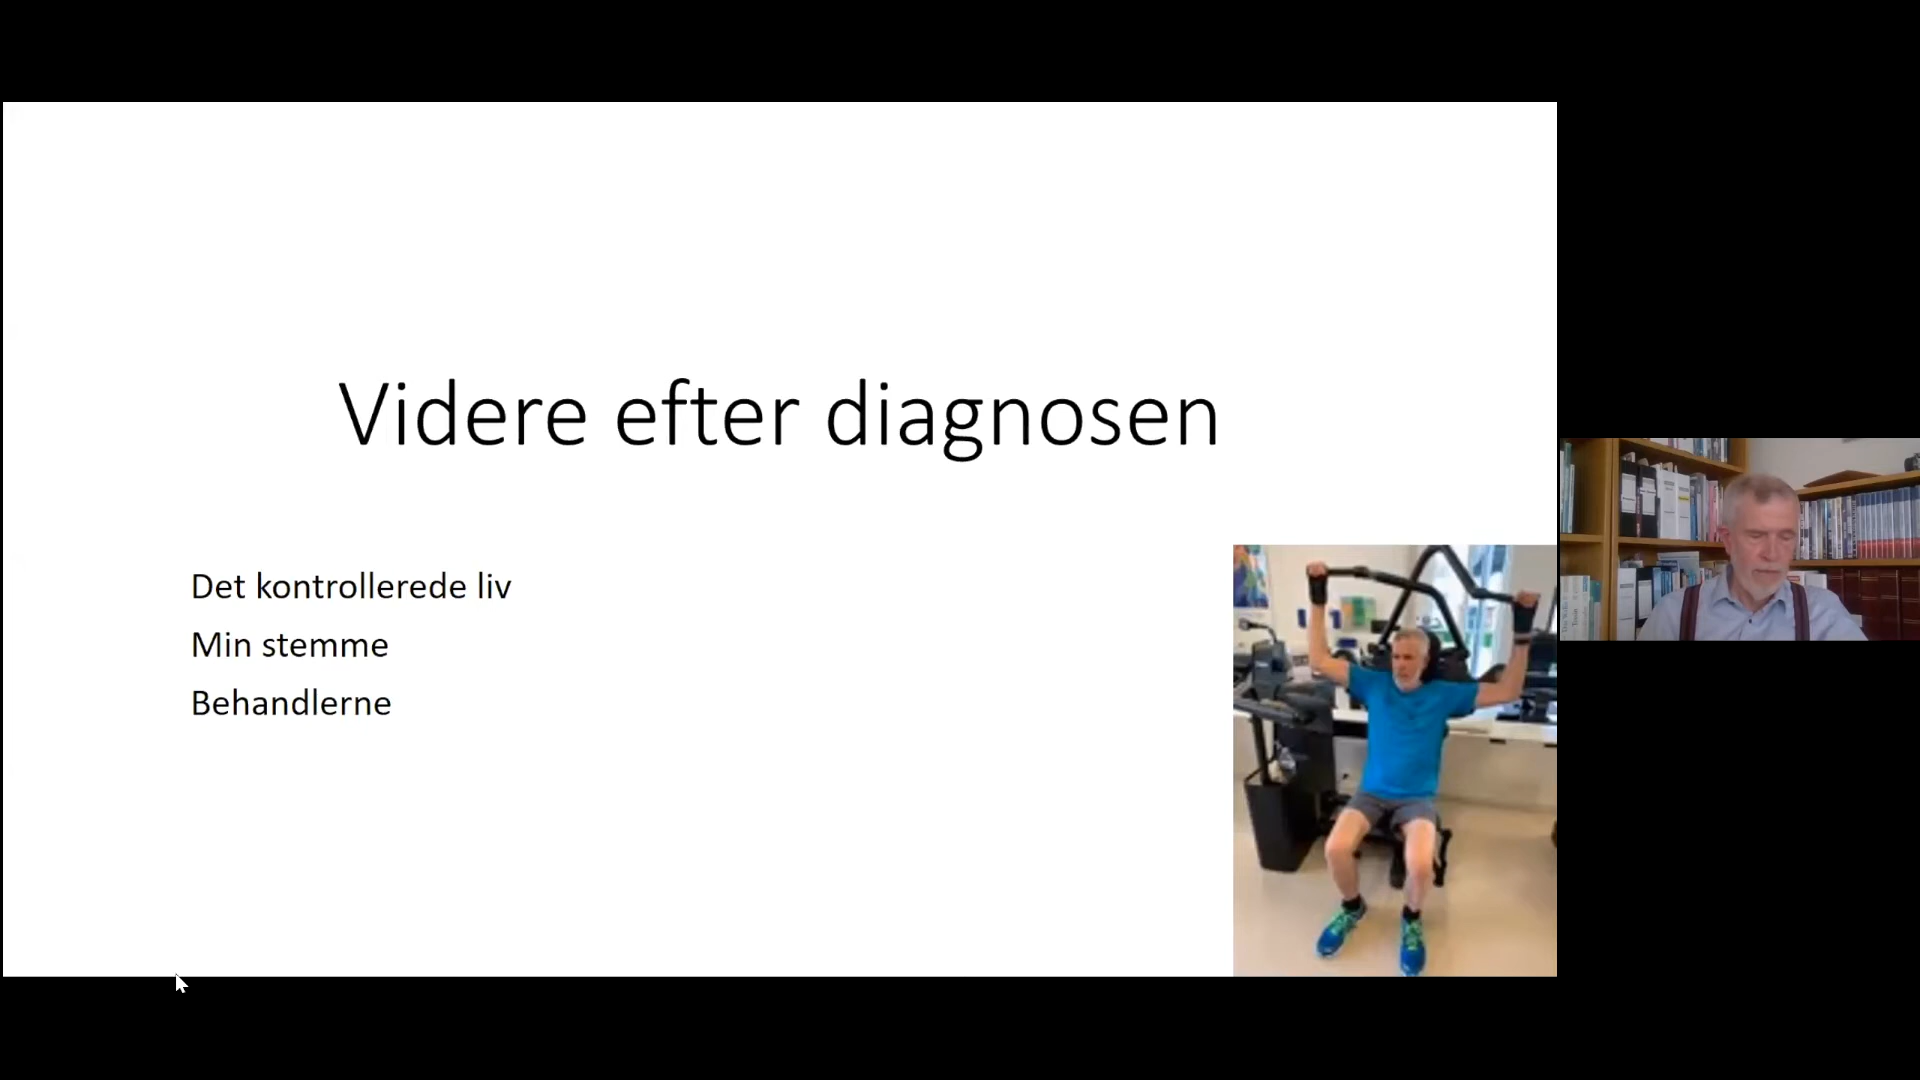 Videre efter diagnosen
Det kontrollerede liv
Min stemme
Behandlerne